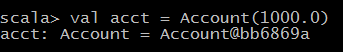 scala> val acct = Account(1000.0)
acct: Account = Account@bb6869a